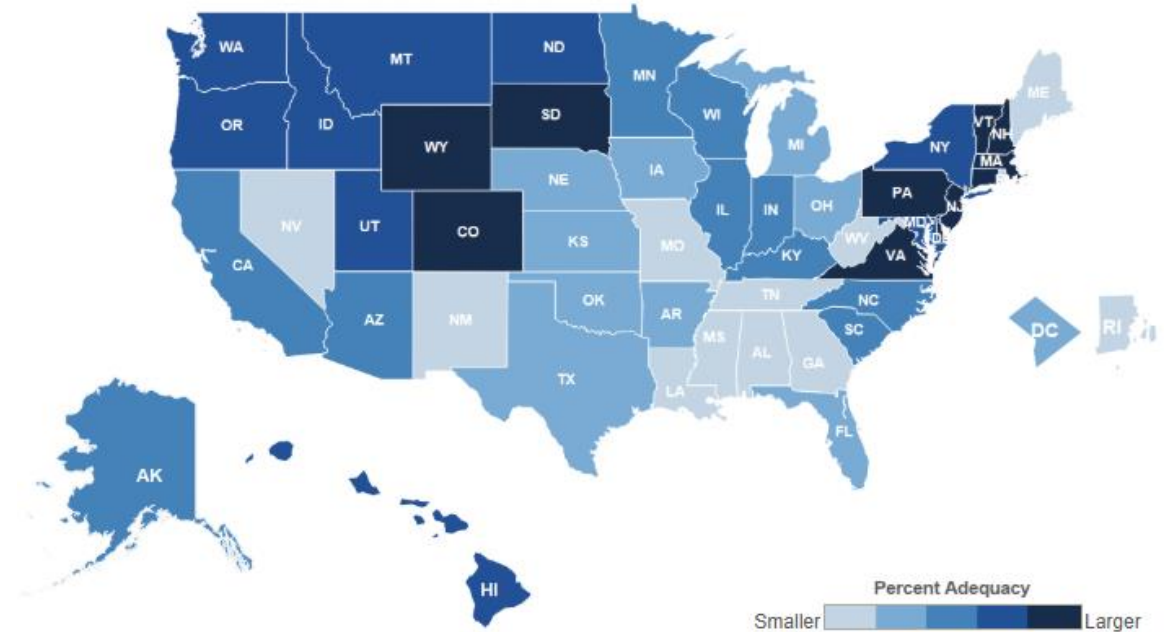 WA
MT
ND
MN
ME
OR
ID
SD
WI
VT
NH
WY
MI
NY
MA
NE
IA
PA
NJ
NV
UT
CO
IL
IN
OH
MD
DE
WV
VA
CA
KS
MO
KY
AZ
NM
OK
AR
TN
NC
SC
MS
AL
GA
TX
LA
FL
DC
RI
AK
HI
Percent Adequacy
Smaller
Larger